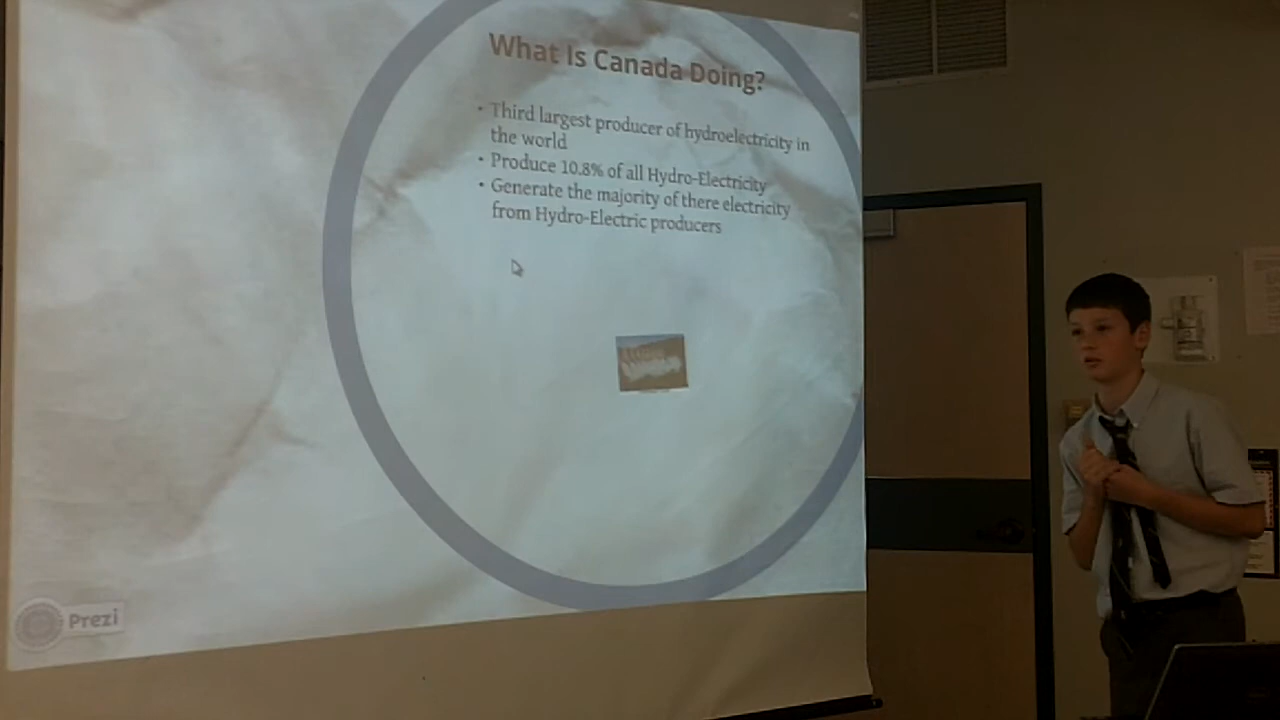 What Is Canada Doing?
• Third largest producer of hydroelectricity in
the world
• Produce 10.8% of all Hydro-Electricity
• Generate the majority of there electricity
from Hydro-Electric producers
Prezi